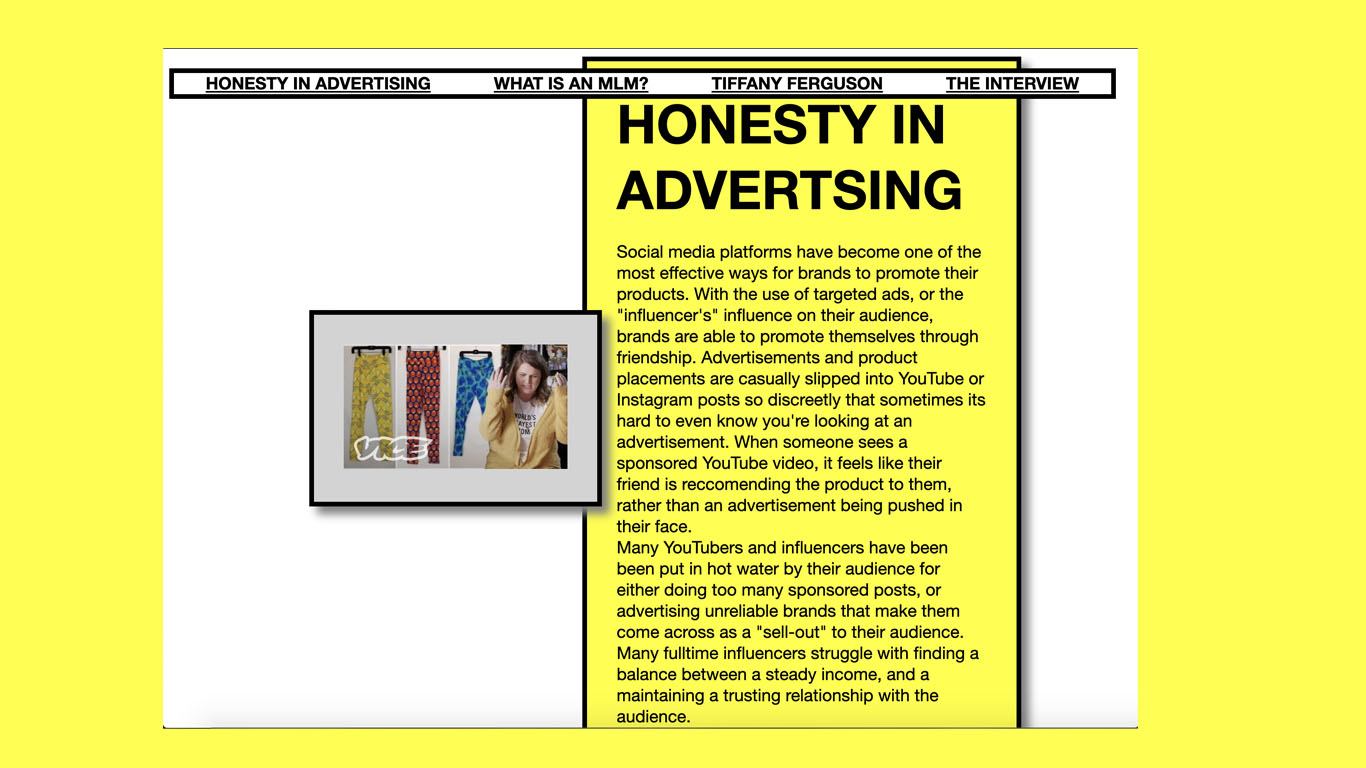 HONESTY IN ADVERTISING
WHAT IS AN MLM?
TIFFANY FERGUSON
THE INTERVIEW
HONESTY IN
ADVERTSING
Social media platforms have become one of the
most effective ways for brands to promote their
products. With the use of targeted ads, or the
"influencer's" influence on their audience,
brands are able to promote themselves through
friendship. Advertisements and product
placements are casually slipped into YouTube or
Instagram posts so discreetly that sometimes its
hard to even know you're looking at an
advertisement. When someone sees a
sponsored YouTube video, it feels like their
friend is reccomending the product to them,
rather than an advertisement being pushed in
their face.
Many YouTubers and influencers have been
been put in hot water by their audience for
either doing too many sponsored posts, or
advertising unreliable brands that make them
come across as a "sell-out" to their audience.
Many fulltime influencers struggle with finding a
balance between a steady income, and a
maintaining a trusting relationship with the
audience.
VICE
WORLD'S
OKAYEST
MOM